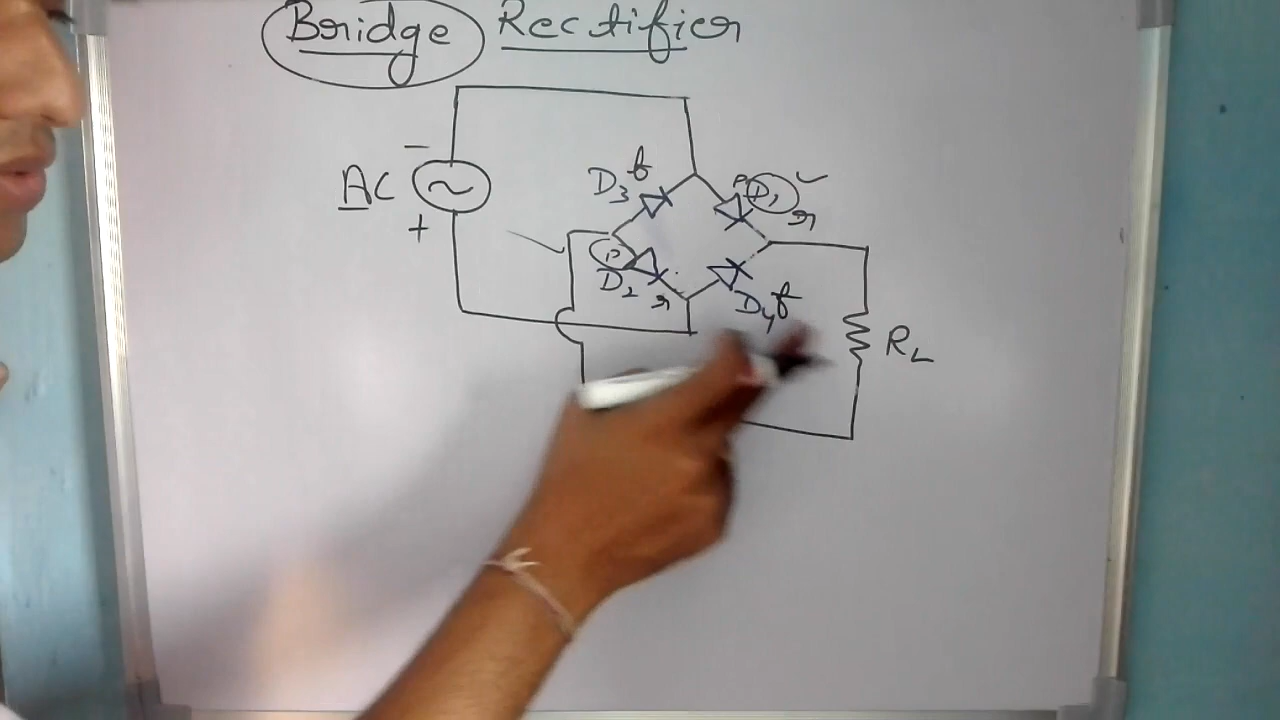 Bridge Rectifier
AC
−
+
D3 f
P D1 r
P
D2 r
D4 f
RL